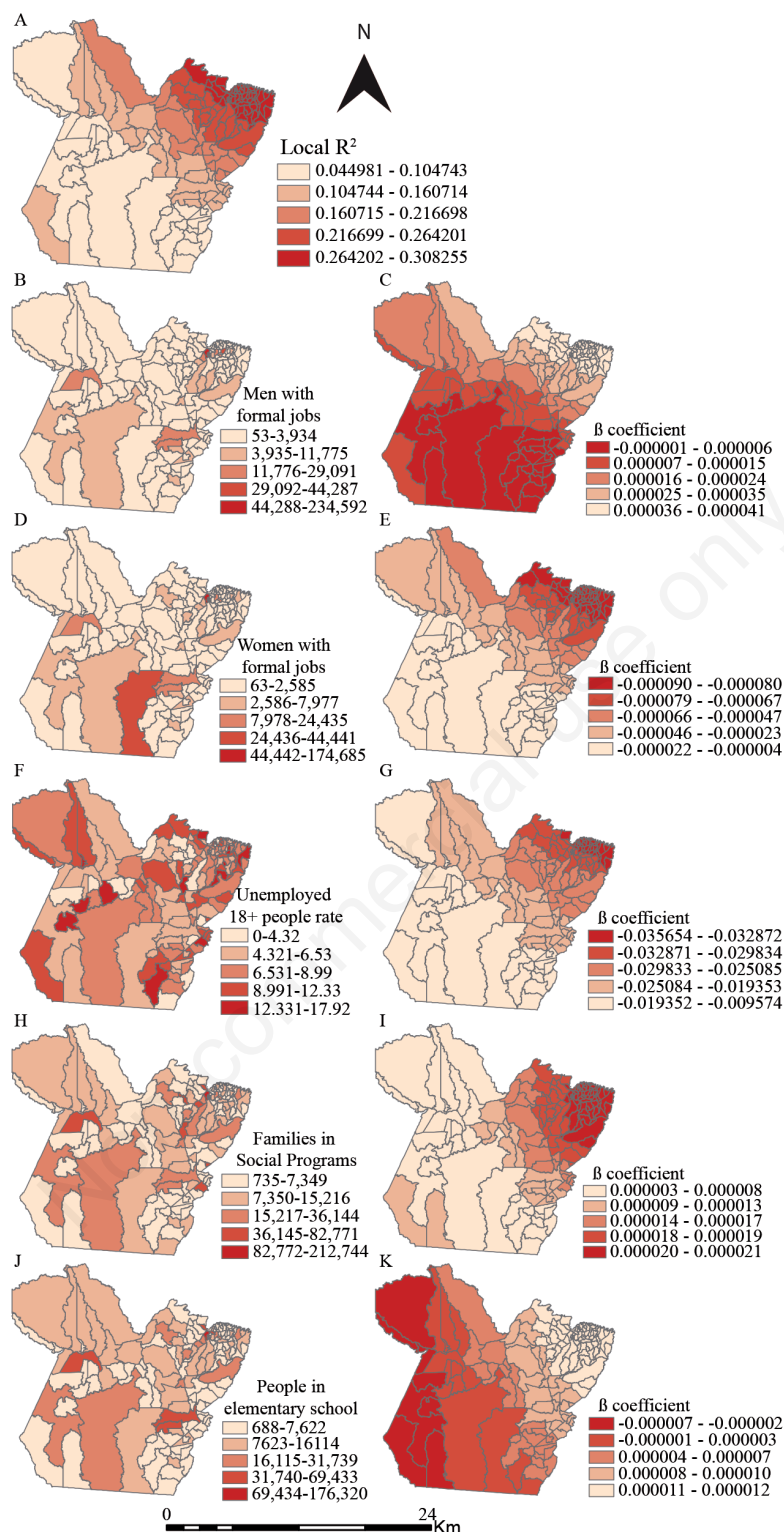 A
N
Local R²
0.044981 - 0.104743
0.104744 - 0.160714
0.160715 - 0.216698
0.216699 - 0.264201
0.264202 - 0.308255
B
Men with
formal jobs
53-3,934
3,935-11,775
11,776-29,091
29,092-44,287
44,288-234,592
C
ß coefficient
-0.000001 - 0.000006
0.000007 - 0.000015
0.000016 - 0.000024
0.000025 - 0.000035
0.000036 - 0.000041
D
Women with
formal jobs
63-2,585
2,586-7,977
7,978-24,435
24,436-44,441
44,442-174,685
E
ß coefficient
-0.000090 - -0.000080
-0.000079 - -0.000067
-0.000066 - -0.000047
-0.000046 - -0.000023
-0.000022 - -0.000004
F
Unemployed
18+ people rate
0-4.32
4.321-6.53
6.531-8.99
8.991-12.33
12.331-17.92
G
ß coefficient
-0.035654 - -0.032872
-0.032871 - -0.029834
-0.029833 - -0.025085
-0.025084 - -0.019353
-0.019352 - -0.009574
H
Families in
Social Programs
735-7,349
7,350-15,216
15,217-36,144
36,145-82,771
82,772-212,744
I
ß coefficient
0.000003 - 0.000008
0.000009 - 0.000013
0.000014 - 0.000017
0.000018 - 0.000019
0.000020 - 0.000021
J
People in
elementary school
688-7,622
7623-16114
16,115-31,739
31,740-69,433
69,434-176,320
K
ß coefficient
-0.000007 - -0.000002
-0.000001 - 0.000003
0.000004 - 0.000007
0.000008 - 0.000010
0.000011 - 0.000012
0 24
Km
Non-commercial use only